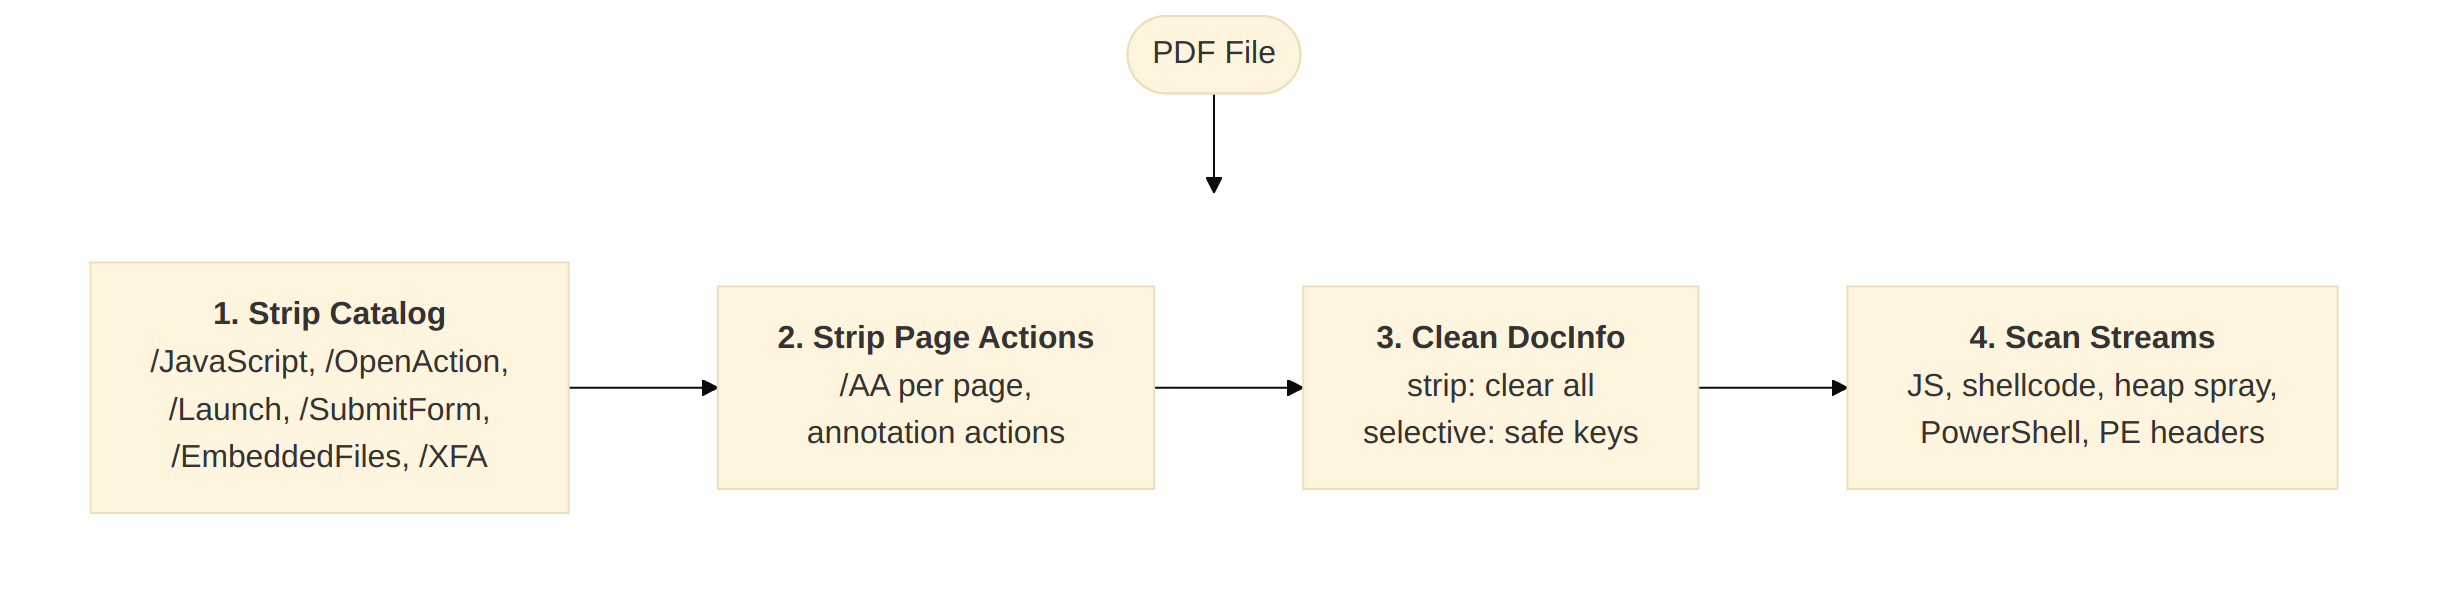 PDF File
1. Strip Catalog
/JavaScript, /OpenAction,
/Launch, /SubmitForm,
/EmbeddedFiles, /XFA
2. Strip Page Actions
/AA per page,
annotation actions
3. Clean DocInfo
strip: clear all
selective: safe keys
4. Scan Streams
JS, shellcode, heap spray,
PowerShell, PE headers